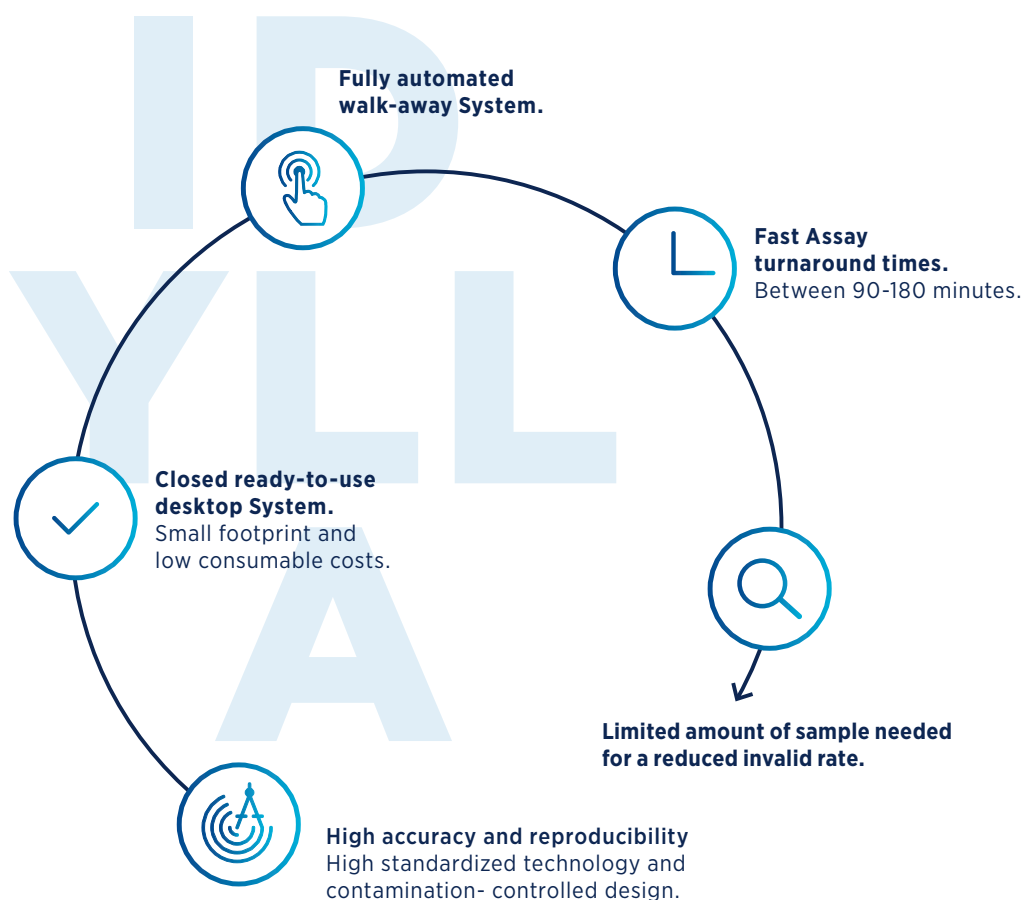 ID
YLL
A
Fully automated
walk-away System.
Fast Assay
turnaround times.
Between 90-180 minutes.
Closed ready-to-use
desktop System.
Small footprint and
low consumable costs.
Limited amount of sample needed
for a reduced invalid rate.
High accuracy and reproducibility
High standardized technology and
contamination- controlled design.